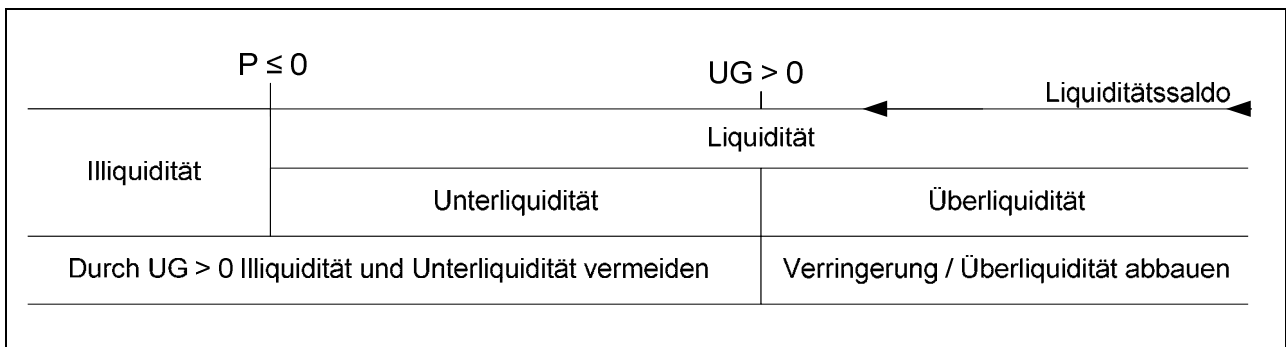 P ≤ 0
UG > 0
Liquiditätssaldo
Liquidität
Illiquidität
Unterliquidität
Überliquidität
Durch UG > 0 Illiquidität und Unterliquidität vermeiden
Verringerung / Überliquidität abbauen